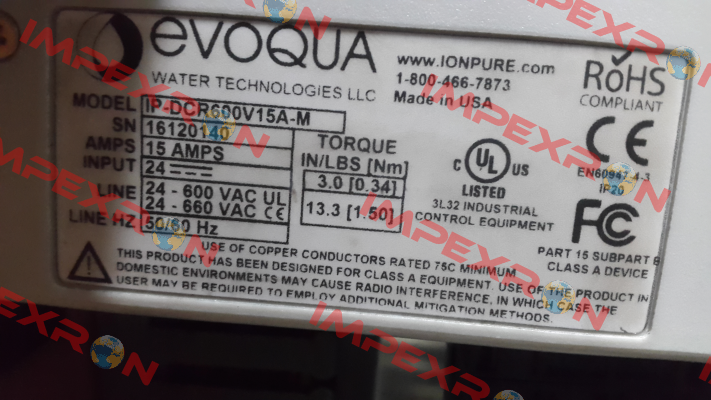 evoQUA
WATER TECHNOLOGIES LLC
www.IONPURE.com
1-800-466-7873
Made in USA
RoHS
COMPLIANT
MODEL IP-DCR600V15A-M
SN 16120140
AMPS 15 AMPS
INPUT 24
LINE 24 - 600 VAC UL
24 - 660 VAC CE
LINE HZ 50/60 Hz
TORQUE
IN/LBS [Nm]
3.0 [0.34]
13.3 [1.50]
C UL US
LISTED
3L32 INDUSTRIAL
CONTROL EQUIPMENT
CE
EN60947-4-3
IP20
FC
PART 15 SUBPART B
CLASS A DEVICE
USE OF COPPER CONDUCTORS RATED 75C MINIMUM
THIS PRODUCT HAS BEEN DESIGNED FOR CLASS A EQUIPMENT. USE OF THE PRODUCT IN
DOMESTIC ENVIRONMENTS MAY CAUSE RADIO INTERFERENCE, IN WHICH CASE THE
USER MAY BE REQUIRED TO EMPLOY ADDITIONAL MITIGATION METHODS.
IMPEXRON